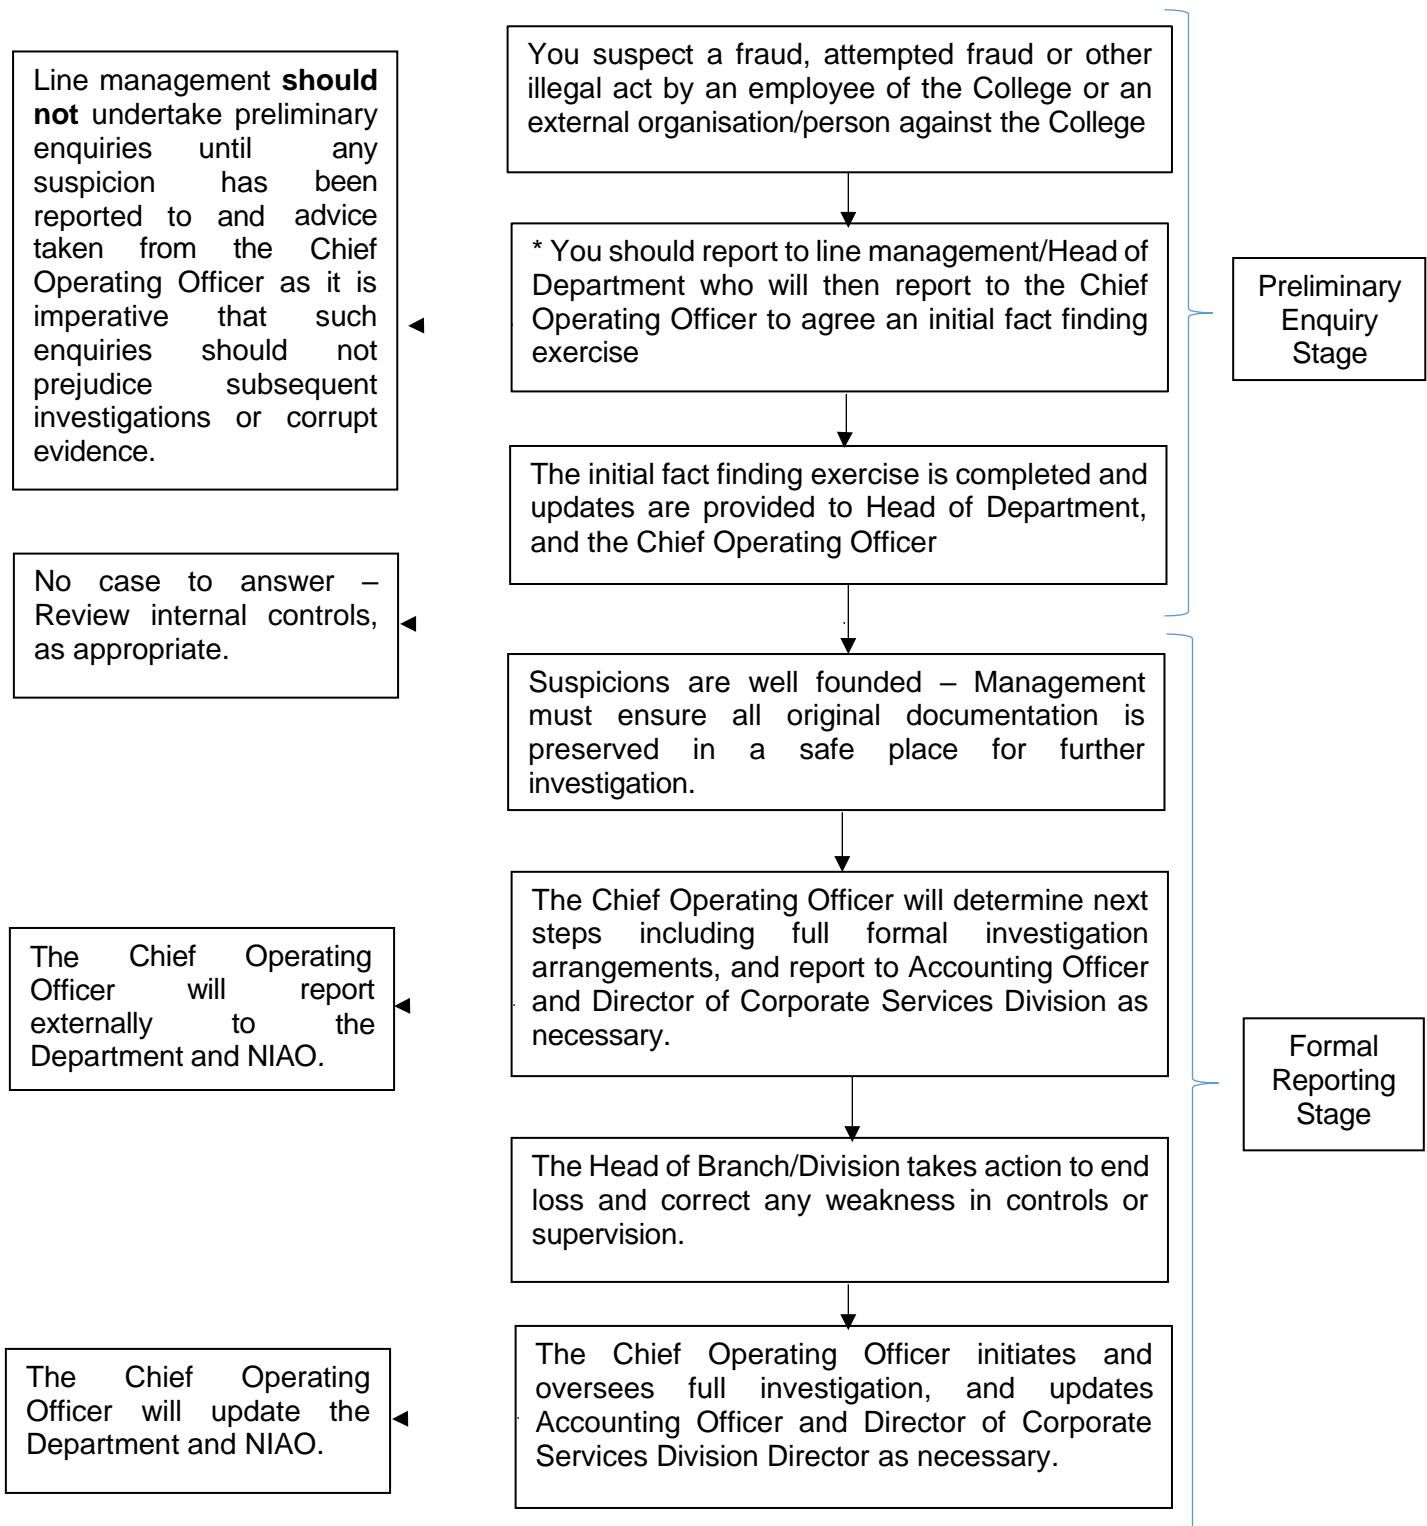 You suspect a fraud, attempted fraud or other
illegal act by an employee of the College or an
external organisation/person against the College
Line management should
not undertake preliminary
enquiries until any
suspicion has been
reported to and advice
taken from the Chief
Operating Officer as it is
imperative that such
enquiries should not
prejudice subsequent
investigations or corrupt
evidence.
* You should report to line management/Head of
Department who will then report to the Chief
Operating Officer to agree an initial fact finding
exercise
Preliminary
Enquiry
Stage
The initial fact finding exercise is completed and
updates are provided to Head of Department,
and the Chief Operating Officer
No case to answer –
Review internal controls,
as appropriate.
Suspicions are well founded – Management
must ensure all original documentation is
preserved in a safe place for further
investigation.
The Chief Operating Officer will determine next
steps including full formal investigation
arrangements, and report to Accounting Officer
and Director of Corporate Services Division as
necessary.
The Chief Operating
Officer will report
externally to the
Department and NIAO.
Formal
Reporting
Stage
The Head of Branch/Division takes action to end
loss and correct any weakness in controls or
supervision.
The Chief Operating Officer initiates and
oversees full investigation, and updates
Accounting Officer and Director of Corporate
Services Division Director as necessary.
The Chief Operating
Officer will update the
Department and NIAO.